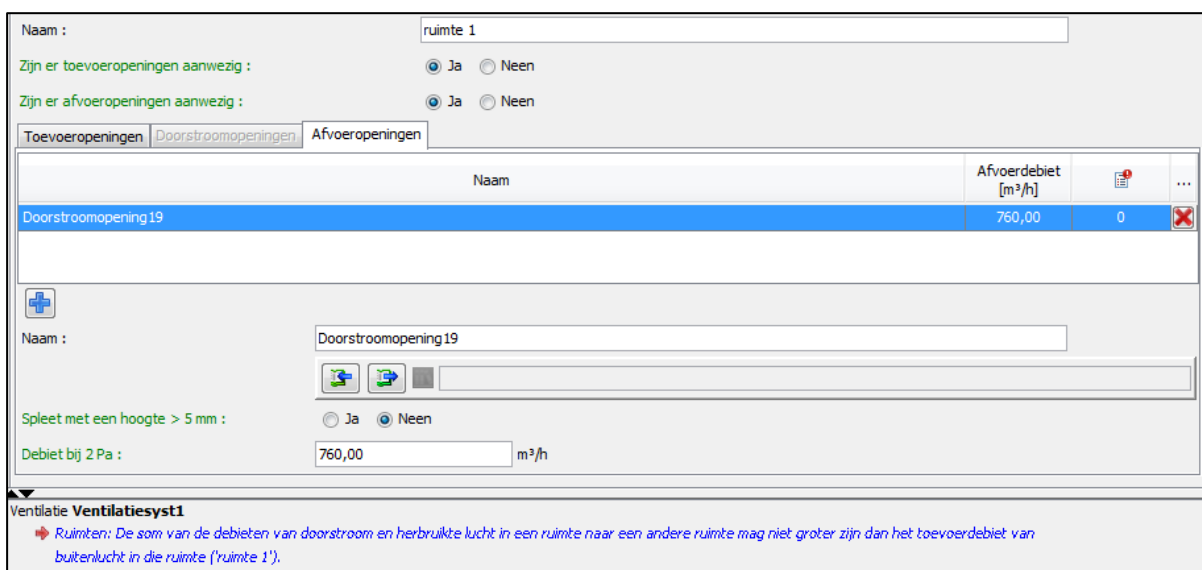 Naam :
ruimte 1
Zijn er toevoeropeningen aanwezig :
Ja
Neen
Zijn er afvoeropeningen aanwezig :
Ja
Neen
Toevoeropeningen
Doorstroomopeningen
Afvoeropeningen
Naam
Afvoerdebiet
[m³/h]
...
Doorstroomopening19
760,00
0
Naam :
Doorstroomopening19
Spleet met een hoogte > 5 mm :
Ja
Neen
Debiet bij 2 Pa :
760,00
m³/h
Ventilatie Ventilatiesyst1
Ruimten: De som van de debieten van doorstroom en herbruikte lucht in een ruimte naar een andere ruimte mag niet groter zijn dan het toevoerdebiet van
buitenlucht in die ruimte ('ruimte 1').